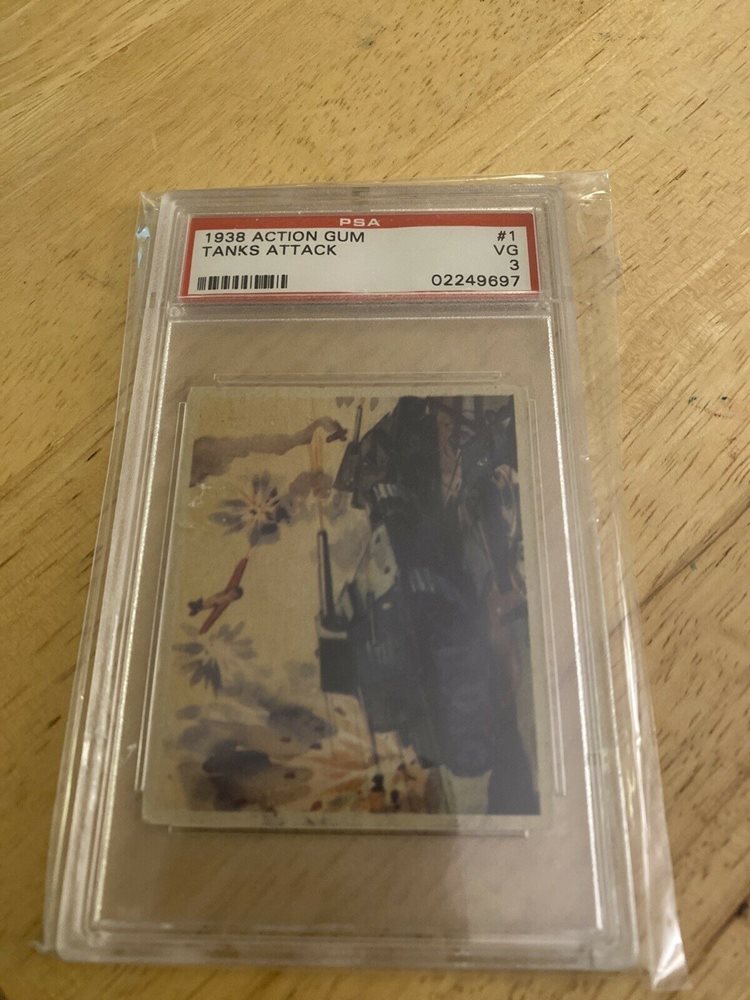 PSA
1938 ACTION GUM #1
TANKS ATTACK VG
3
02249697